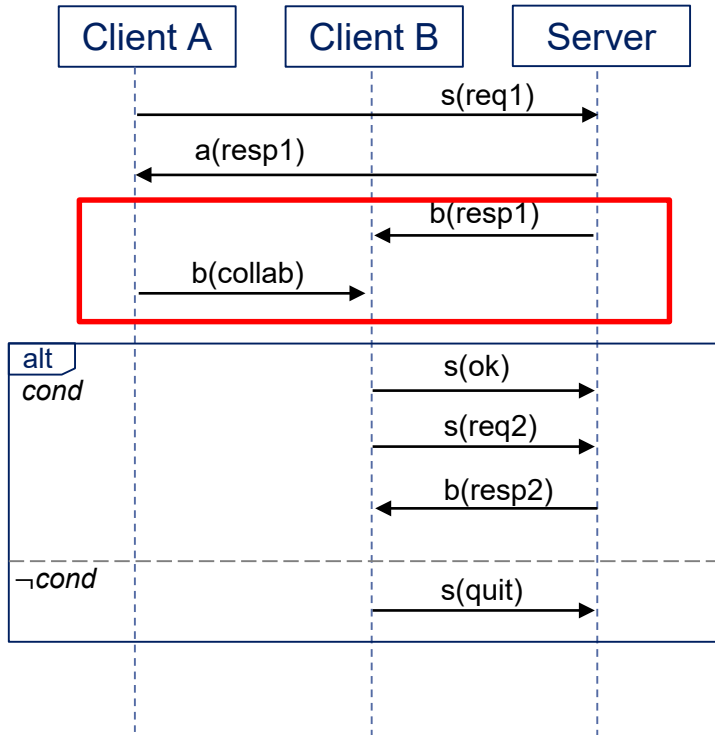 Client A
Client B
Server
s(req1)
a(resp1)
b(resp1)
b(collab)
alt
cond
s(ok)
s(req2)
b(resp2)
¬cond
s(quit)